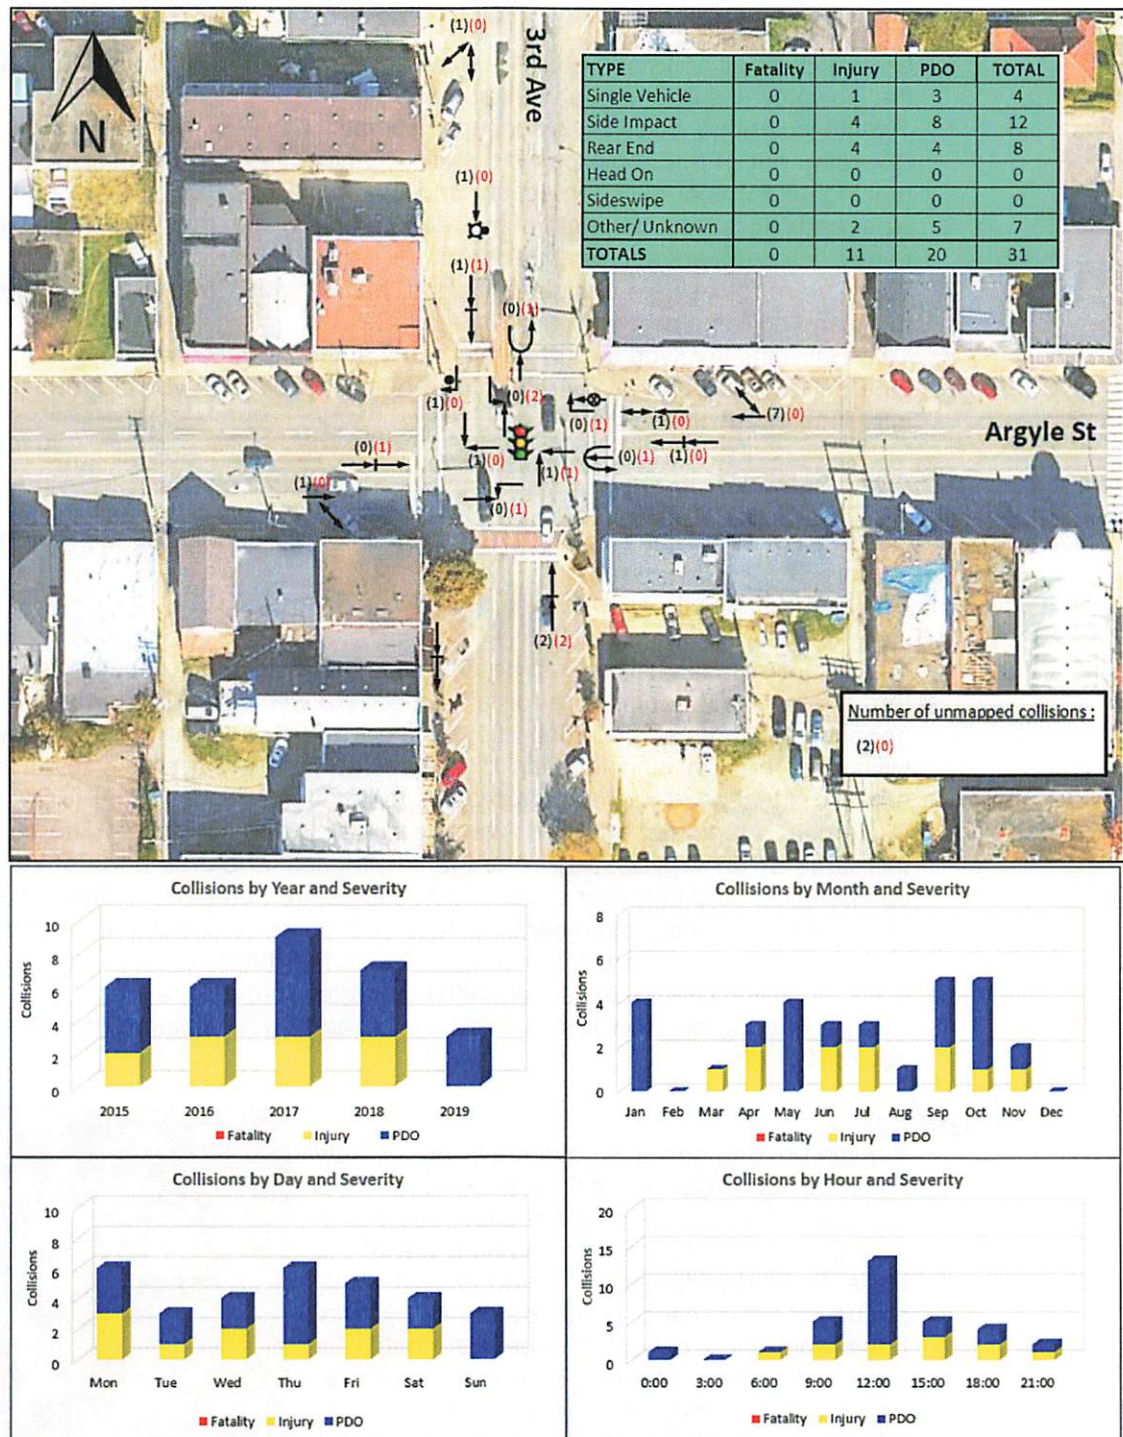 (1)(0)
3rd Ave
N
TYPE Fatality Injury PDO TOTAL
Single Vehicle 0 1 3 4
Side Impact 0 4 8 12
Rear End 0 4 4 8
Head On 0 0 0 0
Sideswipe 0 0 0 0
Other/ Unknown 0 2 5 7
TOTALS 0 11 20 31
(1)(0)
(1)(1)
(0)(1)
(1)(0)
(0)(2)
(0)(1)
(1)(0)
(7)(0)
Argyle St
(0)(1)
(1)(0)
(1)(1)
(0)(1)
(1)(0)
(1)(0)
(0)(1)
(2)(2)
Number of unmapped collisions :
(2)(0)
Collisions by Year and Severity
Collisions
10
8
6
4
2
0
2015 2016 2017 2018 2019
Fatality Injury PDO
Collisions by Month and Severity
Collisions
8
6
4
2
0
Jan Feb Mar Apr May Jun Jul Aug Sep Oct Nov Dec
Fatality Injury PDO
Collisions by Day and Severity
Collisions
10
8
6
4
2
0
Mon Tue Wed Thu Fri Sat Sun
Fatality Injury PDO
Collisions by Hour and Severity
Collisions
20
15
10
5
0
0:00 3:00 6:00 9:00 12:00 15:00 18:00 21:00
Fatality Injury PDO